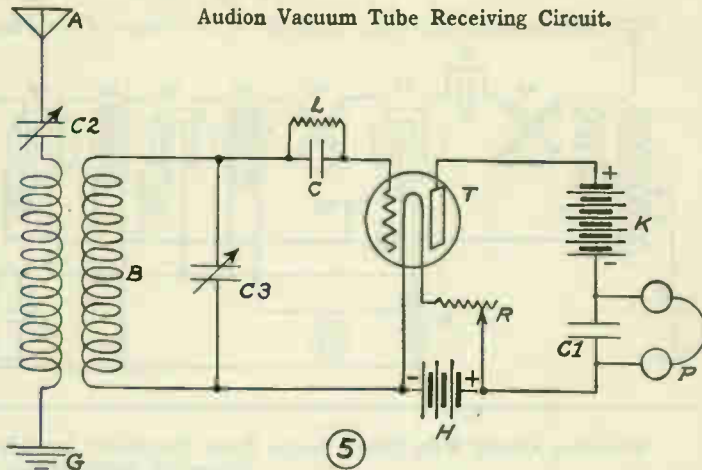 Audion Vacuum Tube Receiving Circuit.
A
C2
L
C
T
+
K
-
B
C3
R
C1
P
- +
H
G
5